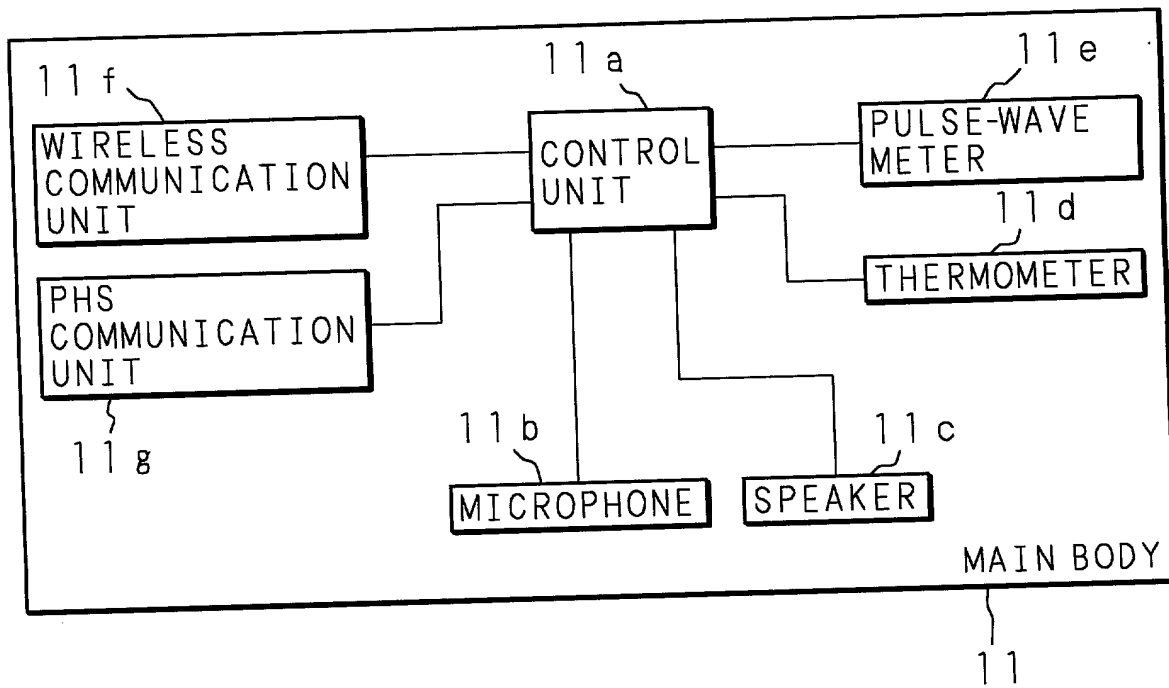 11f
WIRELESS
COMMUNICATION
UNIT
11a
CONTROL
UNIT
11e
PULSE-WAVE
METER
11d
THERMOMETER
PHS
COMMUNICATION
UNIT
11g
11b
MICROPHONE
11c
SPEAKER
MAIN BODY
11